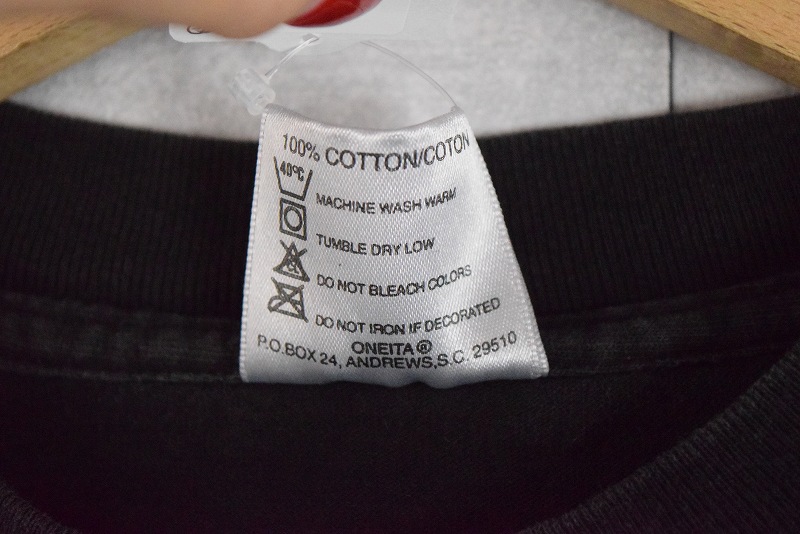 100% COTTON/COTON
40°C
MACHINE WASH WARM
TUMBLE DRY LOW
DO NOT BLEACH COLORS
DO NOT IRON IF DECORATED
ONEITA®
P.O.BOX 24, ANDREWS,S.C. 29510